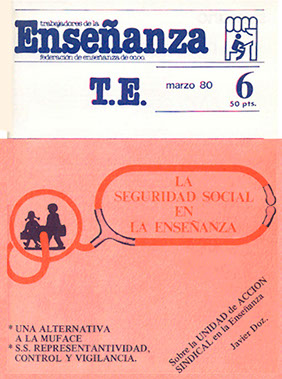 trabajadores de la
Enseñanza
federación de enseñanza de ccoo.
T.E.
marzo 80
6
50 pts.
LA
SEGURIDAD SOCIAL
EN
LA ENSEÑANZA
* UNA ALTERNATIVA
A LA MUFACE
* S.S. REPRESENTANTIVIDAD,
CONTROL Y VIGILANCIA.
Sobre la UNIDAD de ACCION
SINDICAL en la Enseñanza
Javier Doz.